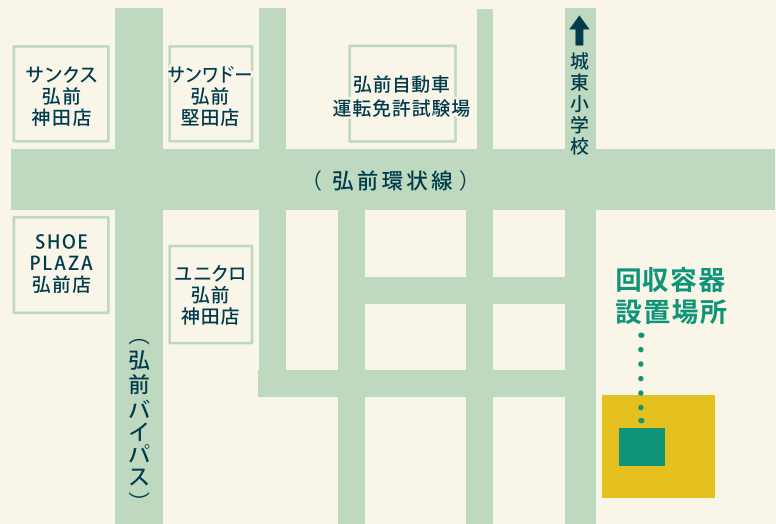 サンクス
弘前
神田店
サンワドー
弘前
堅田店
弘前自動車
運転免許試験場
城東小学校
（弘前環状線）
SHOE
PLAZA
弘前店
ユニクロ
弘前
神田店
回収容器
設置場所
（弘前バイパス）